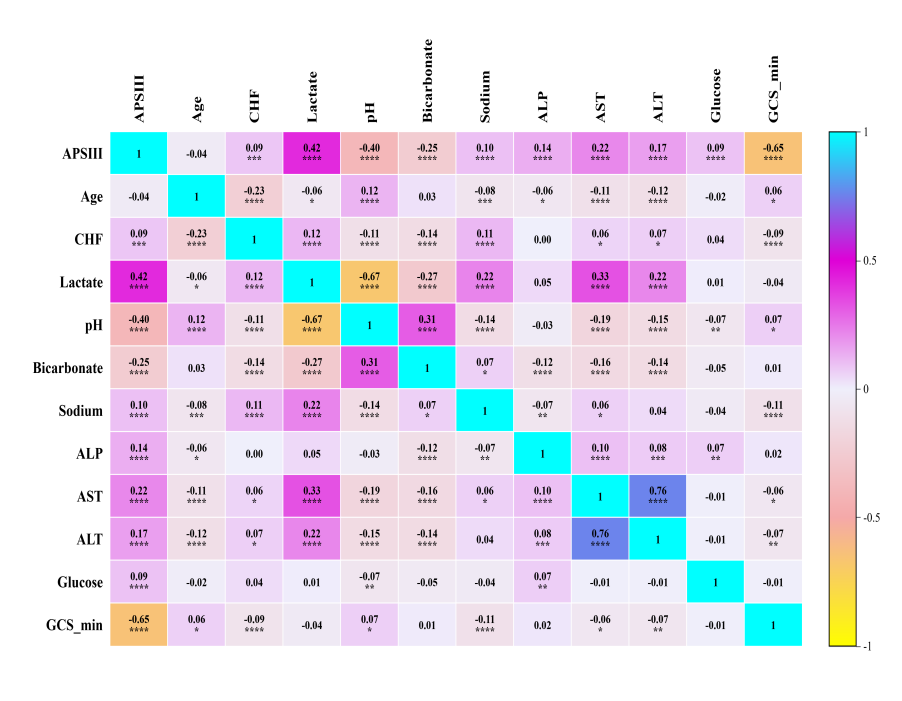 APSIII Age CHF Lactate pH Bicarbonate Sodium ALP AST ALT Glucose GCS_min
APSIII 1 -0.04 0.09 0.42 -0.40 -0.25 0.10 0.14 0.22 0.17 0.09 -0.65
*** **** **** **** **** **** **** **** **** ****
Age -0.04 1 -0.23 -0.06 0.12 0.03 -0.08 -0.06 -0.11 -0.12 -0.02 0.06
**** * **** *** * **** **** *
CHF 0.09 -0.23 1 0.12 -0.11 -0.14 0.11 0.00 0.06 0.07 0.04 -0.09
*** **** **** **** **** **** * * ****
Lactate 0.42 -0.06 0.12 1 -0.67 -0.27 0.22 0.05 0.33 0.22 0.01 -0.04
**** * **** **** **** **** **** ****
pH -0.40 0.12 -0.11 -0.67 1 0.31 -0.14 -0.03 -0.19 -0.15 -0.07 0.07
**** **** **** **** **** **** **** **** ** *
Bicarbonate -0.25 0.03 -0.14 -0.27 0.31 1 0.07 -0.12 -0.16 -0.14 -0.05 0.01
**** **** **** **** * **** **** ****
Sodium 0.10 -0.08 0.11 0.22 -0.14 0.07 1 -0.07 0.06 0.04 -0.04 -0.11
**** *** **** **** **** * ** * ****
ALP 0.14 -0.06 0.00 0.05 -0.03 -0.12 -0.07 1 0.10 0.08 0.07 0.02
**** * **** ** **** *** **
AST 0.22 -0.11 0.06 0.33 -0.19 -0.16 0.06 0.10 1 0.76 -0.01 -0.06
**** **** * **** **** **** * **** **** *
ALT 0.17 -0.12 0.07 0.22 -0.15 -0.14 0.04 0.08 0.76 1 -0.01 -0.07
**** **** * **** **** **** *** **** **
Glucose 0.09 -0.02 0.04 0.01 -0.07 -0.05 -0.04 0.07 -0.01 -0.01 1 -0.01
**** ** **
GCS_min -0.65 0.06 -0.09 -0.04 0.07 0.01 -0.11 0.02 -0.06 -0.07 -0.01 1
**** * **** * **** * **
1
0.5
0
-0.5
-1